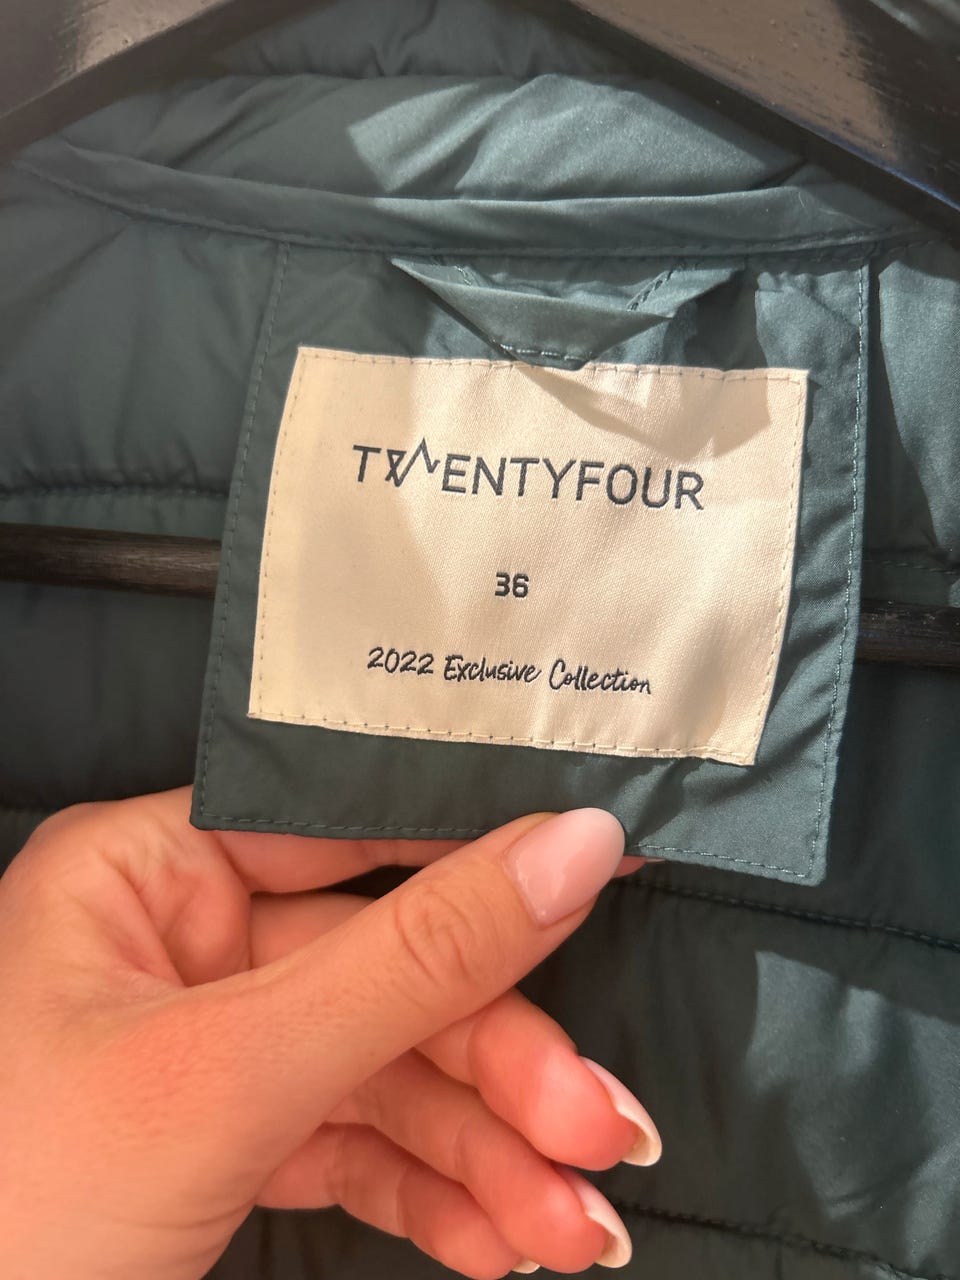 TWENTYFOUR
36
2022 Exclusive Collection